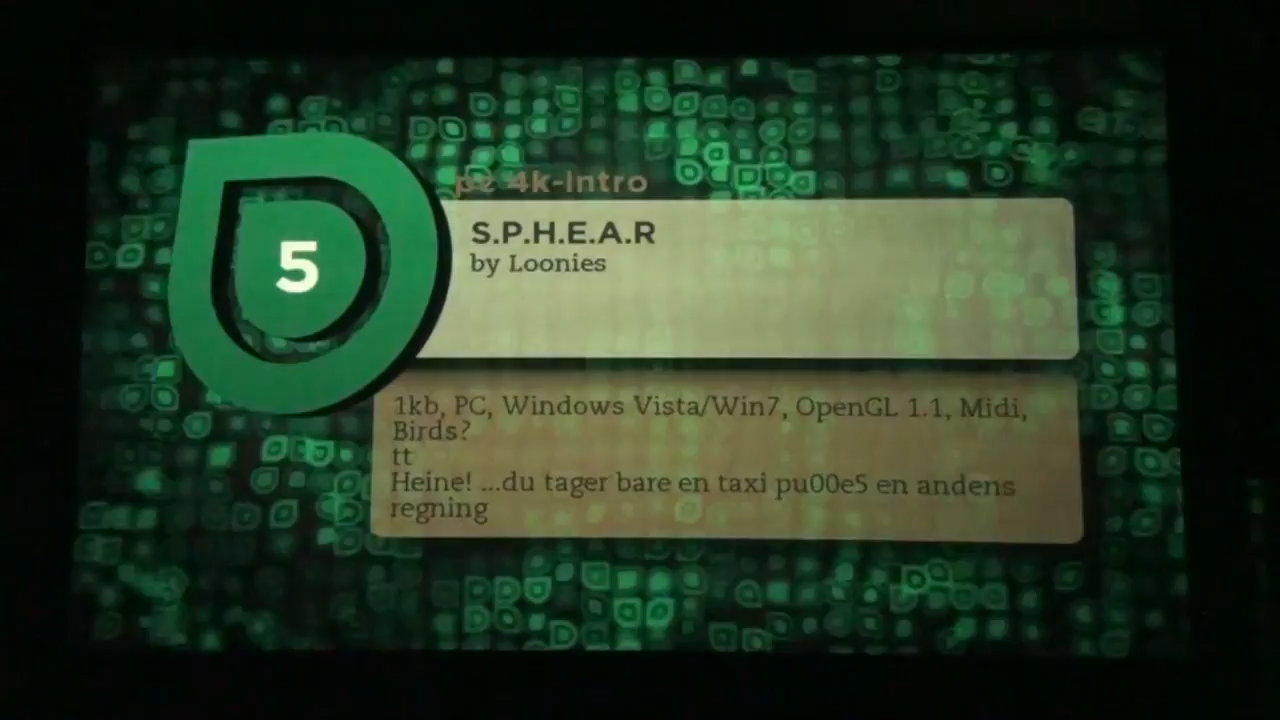 pc 4k-intro
5
S.P.H.E.A.R
by Loonies
1kb, PC, Windows Vista/Win7, OpenGL 1.1, Midi,
Birds?
tt
Heine! ...du tager bare en taxi pu00e5 en andens
regning